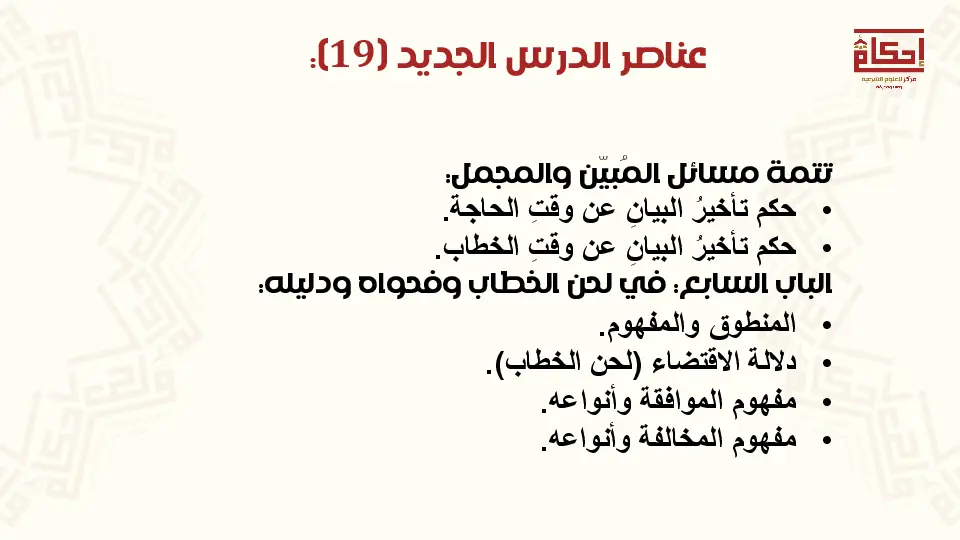 عناصر الدرس الجديد (19):
إحكام
مركز للعلوم الشرعية
تتمة مسائل المُبيّن والمجمل:
• حكم تأخيرُ البيانِ عن وقتِ الحاجة.
• حكم تأخيرُ البيانِ عن وقتِ الخطاب.
الباب السابع: في لحن الخطاب وفحواه ودليله:
• المنطوق والمفهوم.
• دلالة الاقتضاء (لحن الخطاب).
• مفهوم الموافقة وأنواعه.
• مفهوم المخالفة وأنواعه.